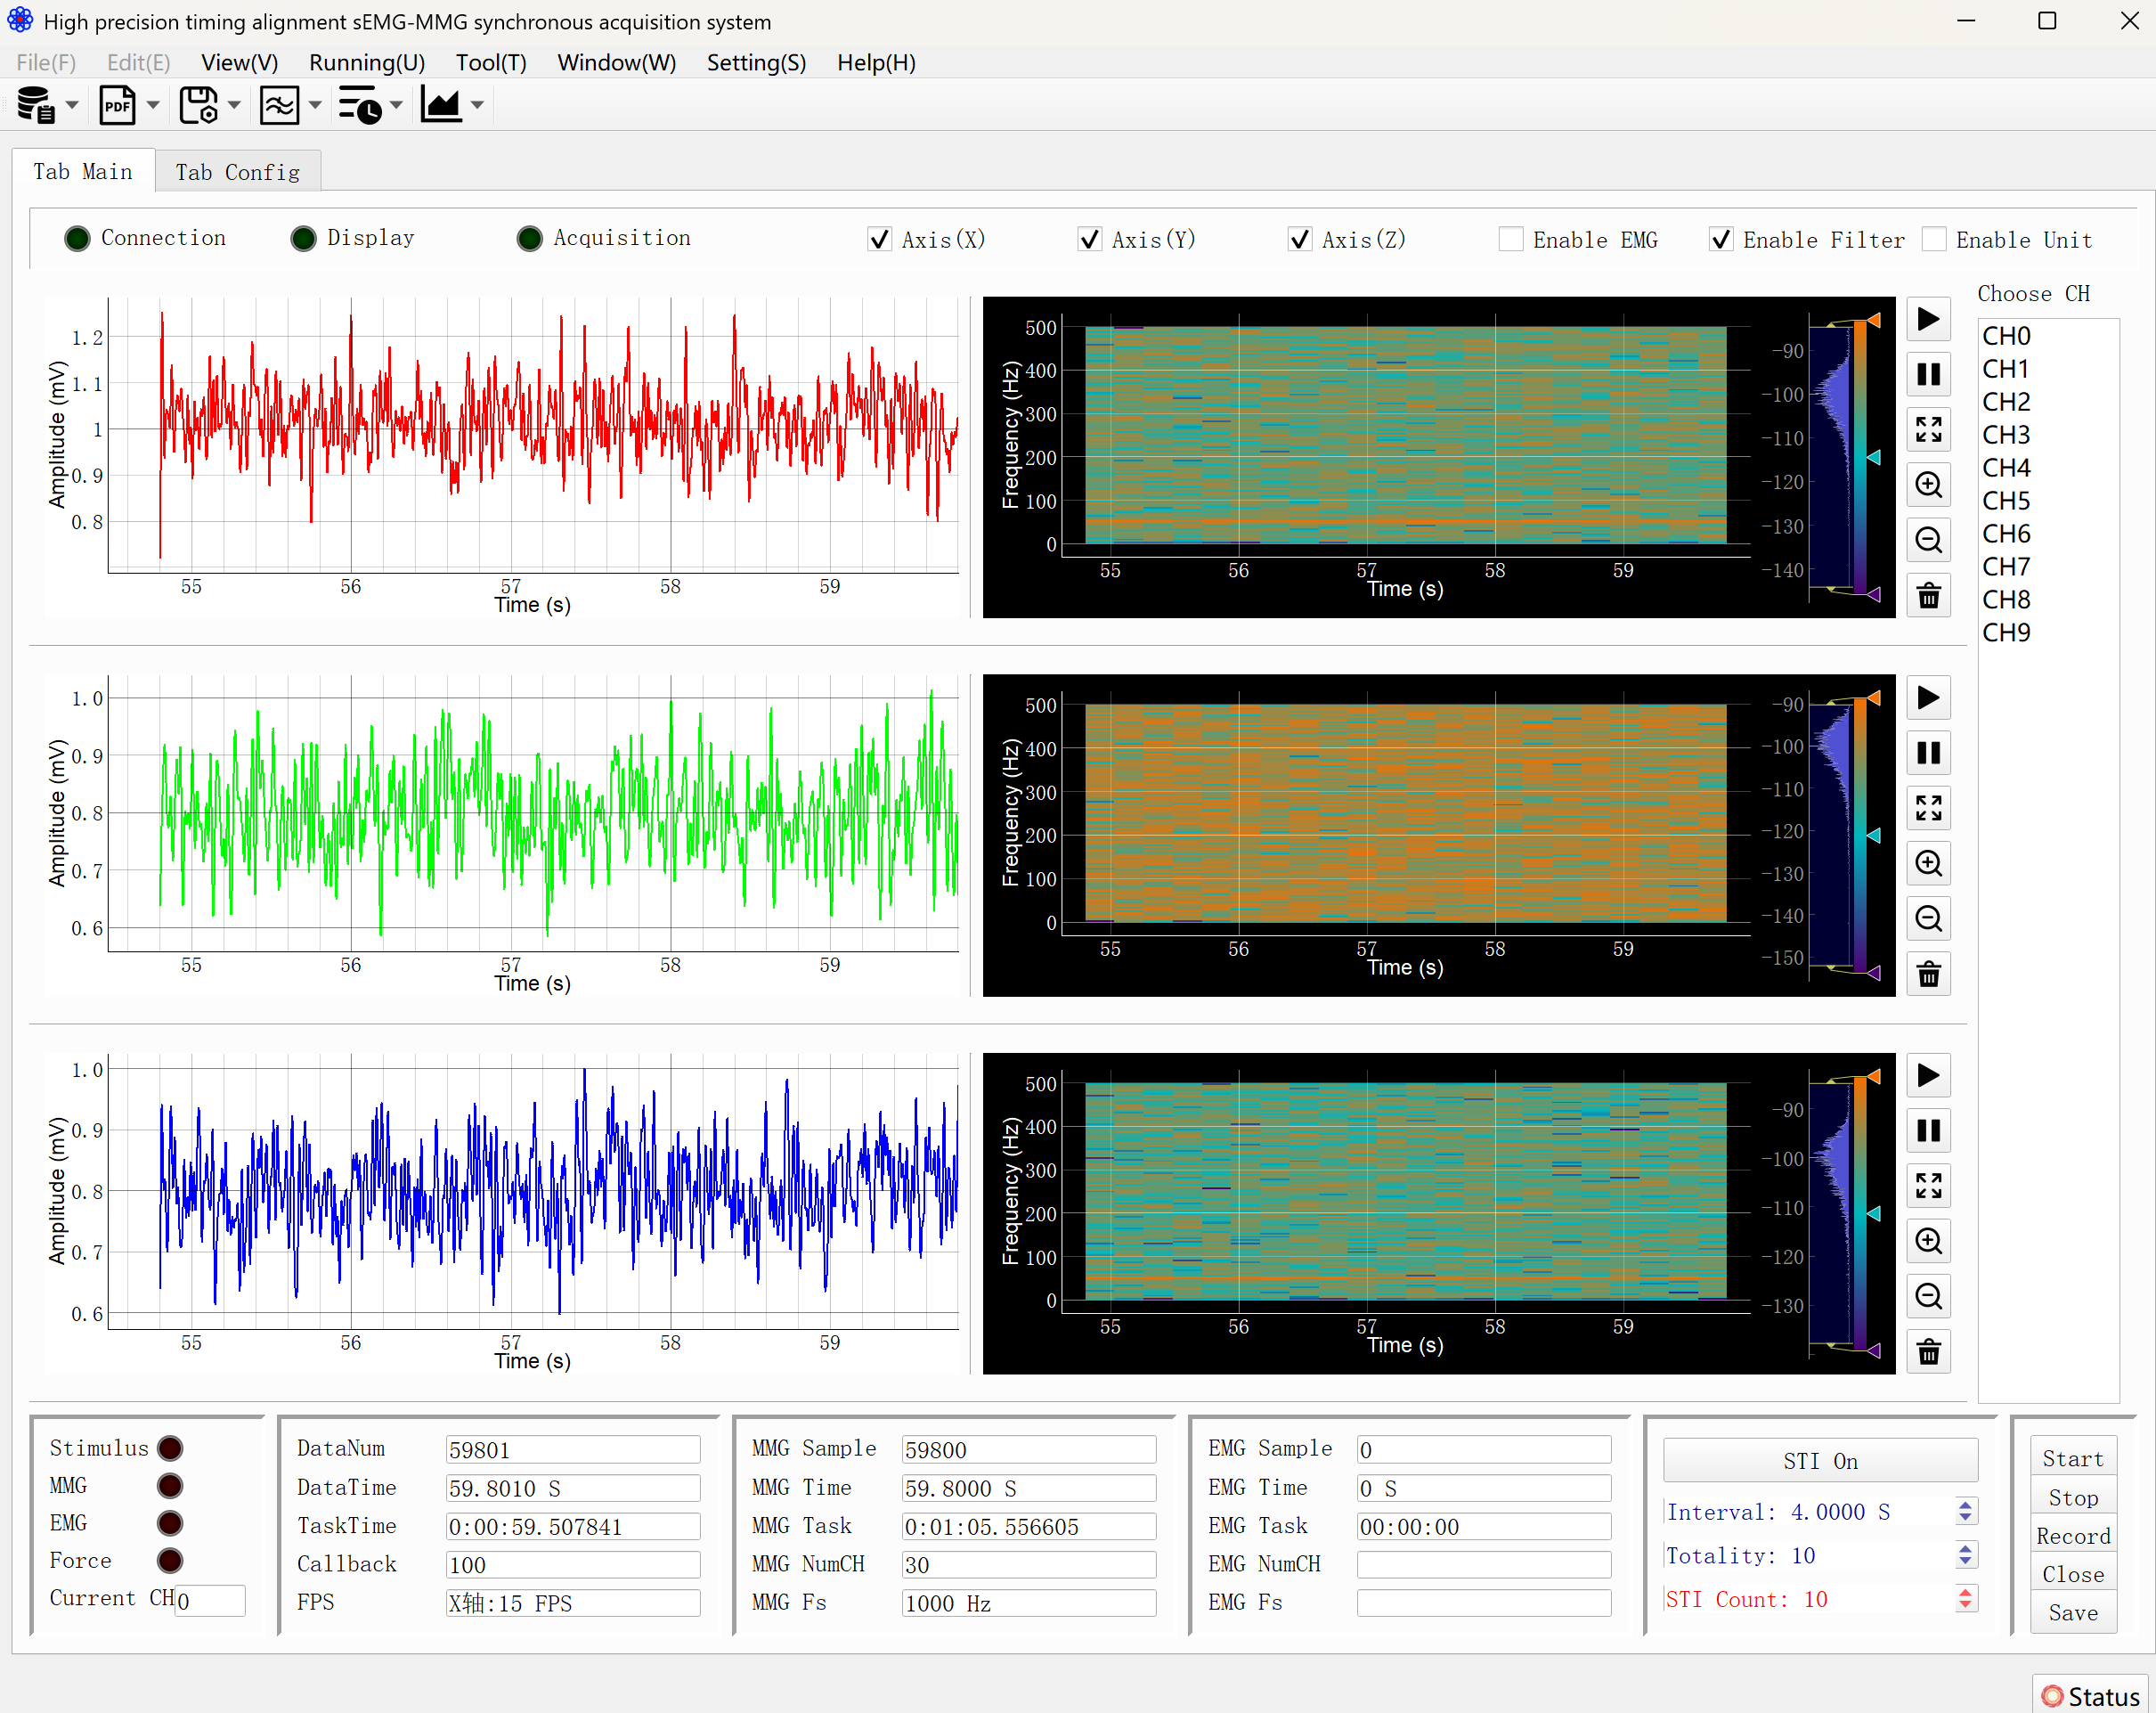 High precision timing alignment sEMG-MMG synchronous acquisition system
File(F) Edit(E) View(V) Running(U) Tool(T) Window(W) Setting(S) Help(H)
PDF
Tab Main Tab Config
Connection Display Acquisition Axis(X) Axis(Y) Axis(Z) Enable EMG Enable Filter Enable Unit
Choose CH
CH0
CH1
CH2
CH3
CH4
CH5
CH6
CH7
CH8
CH9
Amplitude (mV)
1.2
1.1
1
0.9
0.8
55 56 57 58 59
Time (s)
Frequency (Hz)
500
400
300
200
100
0
55 56 57 58 59
Time (s)
-90
-100
-110
-120
-130
-140
Amplitude (mV)
1.0
0.9
0.8
0.7
0.6
55 56 57 58 59
Time (s)
Frequency (Hz)
500
400
300
200
100
0
55 56 57 58 59
Time (s)
-90
-100
-110
-120
-130
-140
-150
Amplitude (mV)
1.0
0.9
0.8
0.7
0.6
55 56 57 58 59
Time (s)
Frequency (Hz)
500
400
300
200
100
0
55 56 57 58 59
Time (s)
-90
-100
-110
-120
-130
Stimulus
MMG
EMG
Force
Current CH 0
DataNum 59801
DataTime 59.8010 S
TaskTime 0:00:59.507841
Callback 100
FPS X轴:15 FPS
MMG Sample 59800
MMG Time 59.8000 S
MMG Task 0:01:05.556605
MMG NumCH 30
MMG Fs 1000 Hz
EMG Sample 0
EMG Time 0 S
EMG Task 00:00:00
EMG NumCH
EMG Fs
STI On
Interval: 4.0000 S
Totality: 10
STI Count: 10
Start
Stop
Record
Close
Save
Status